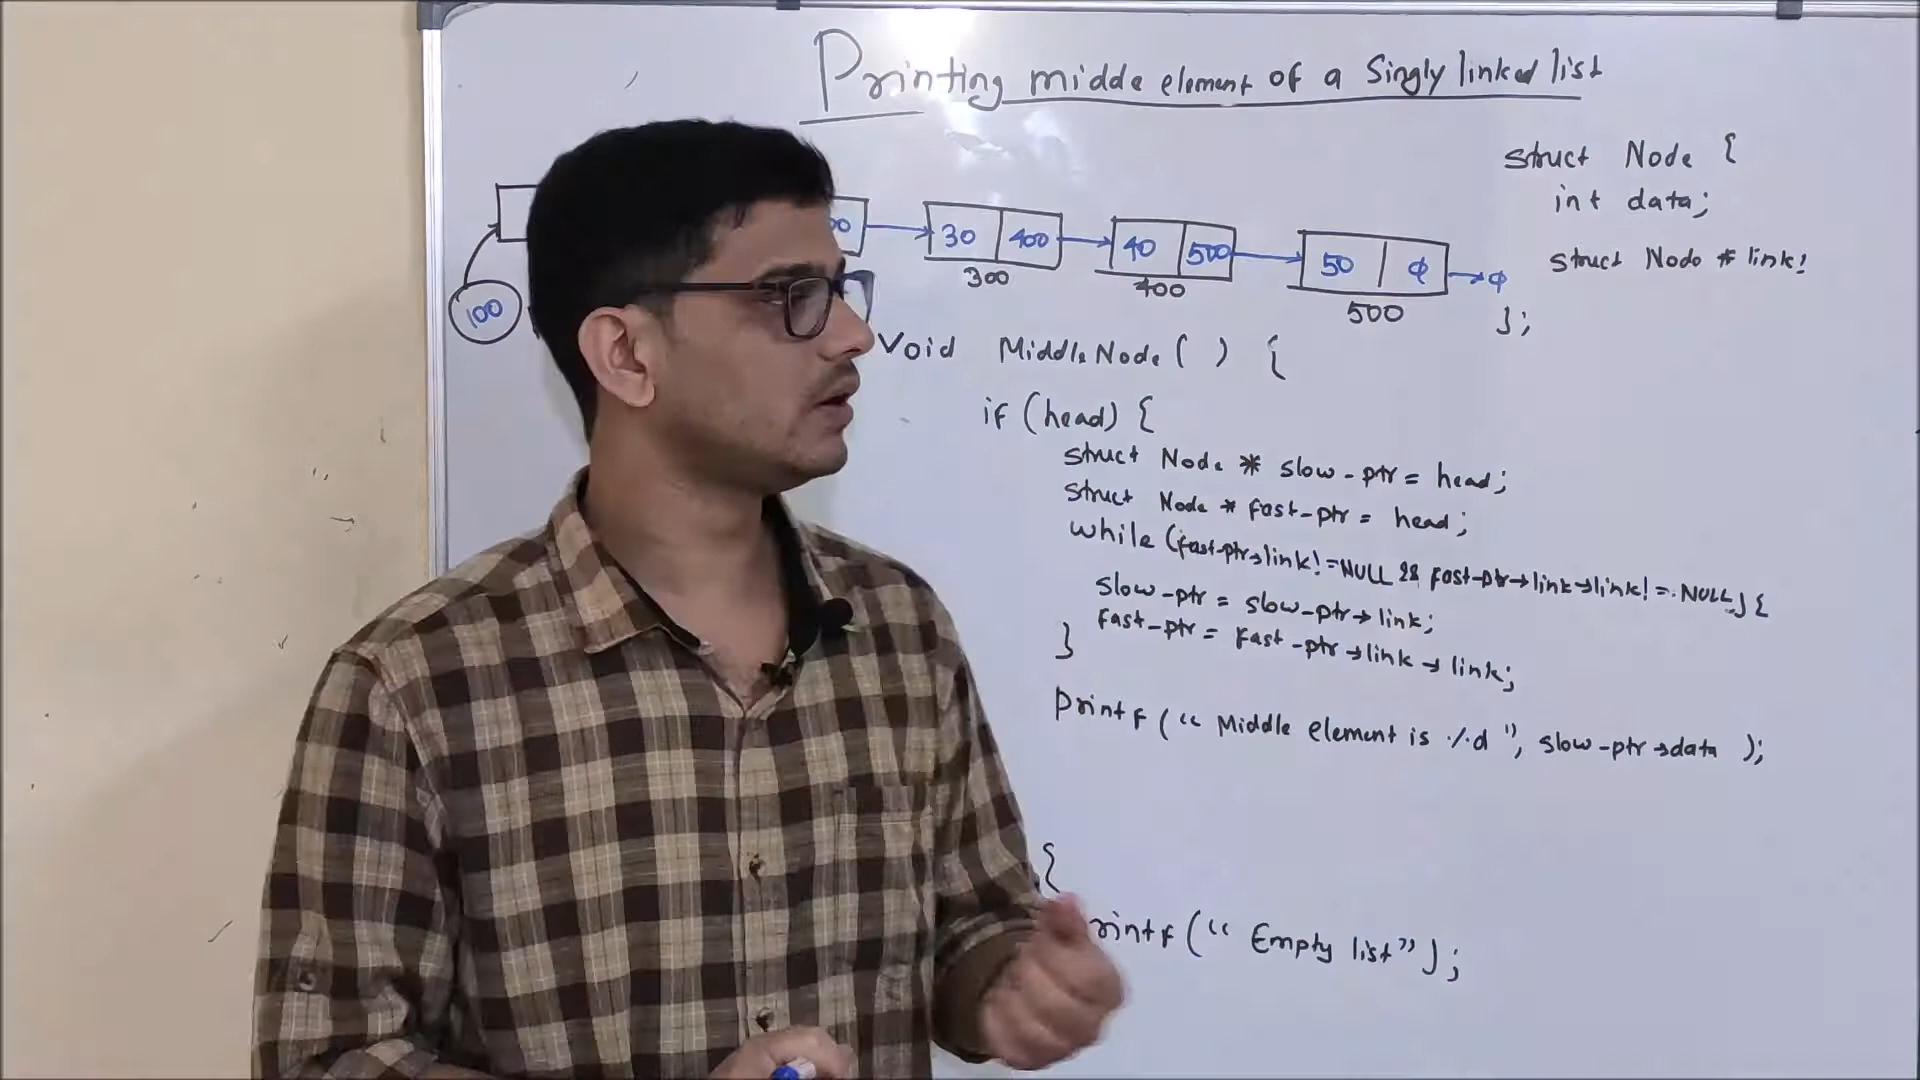 Printing midde element of a Singly linked list
struct Node {
int data;
struct Node * link;
};
30 400
40 500
50 φ → φ
100
300
400
500
Void MiddleNode ( ) {
if (head) {
struct Node * slow-ptr = head;
struct Node * fast-ptr = head;
while (fast-ptr→link!=NULL && fast-ptr→link→link!=NULL) {
slow-ptr = slow-ptr→link;
fast-ptr = fast-ptr→link→link;
}
Printf (“ Middle element is %d ”, slow-ptr→data );
{
rintf (“ Empty list”);